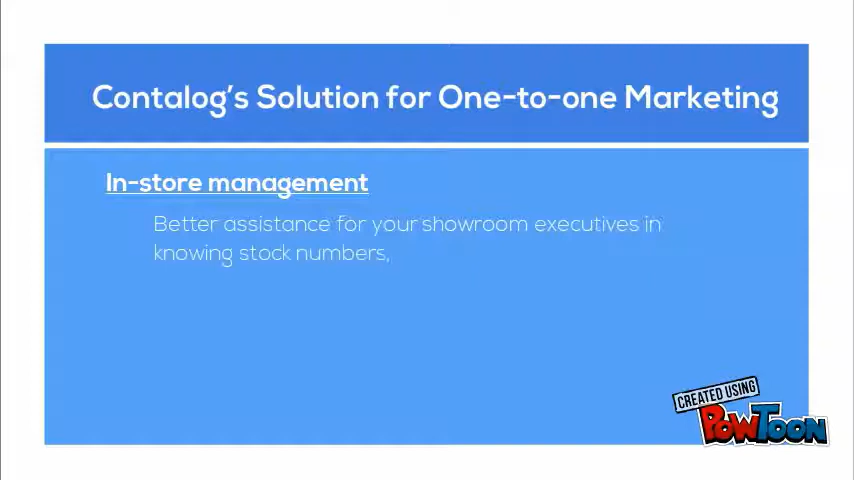 Contalog's Solution for One-to-one Marketing
In-store management
Better assistance for your showroom executives in
knowing stock numbers,
CREATED USING
POWTOON